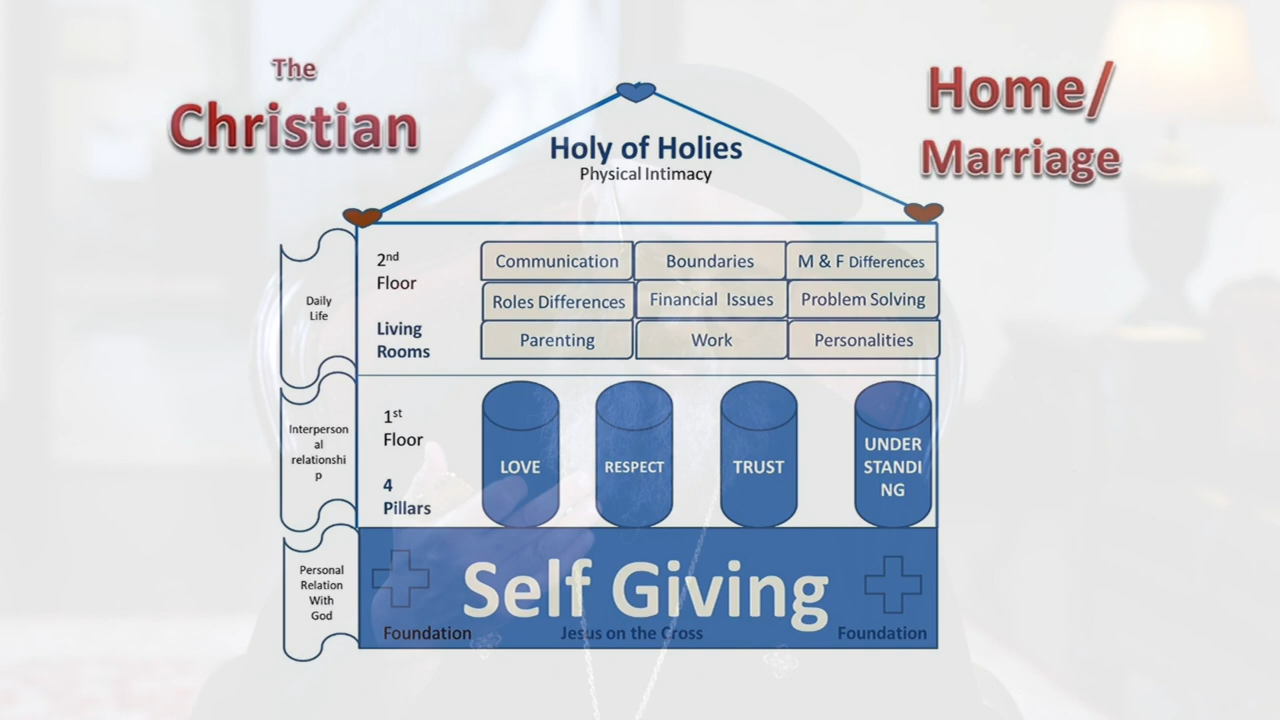 The
Christian
Home/
Marriage
Holy of Holies
Physical Intimacy
Daily
Life
2nd
Floor
Living
Rooms
Communication
Boundaries
M & F Differences
Roles Differences
Financial Issues
Problem Solving
Parenting
Work
Personalities
Interperson
al
relationshi
p
1st
Floor
4
Pillars
LOVE
RESPECT
TRUST
UNDER
STANDI
NG
Personal
Relation
With
God
Self Giving
Foundation
Jesus on the Cross
Foundation